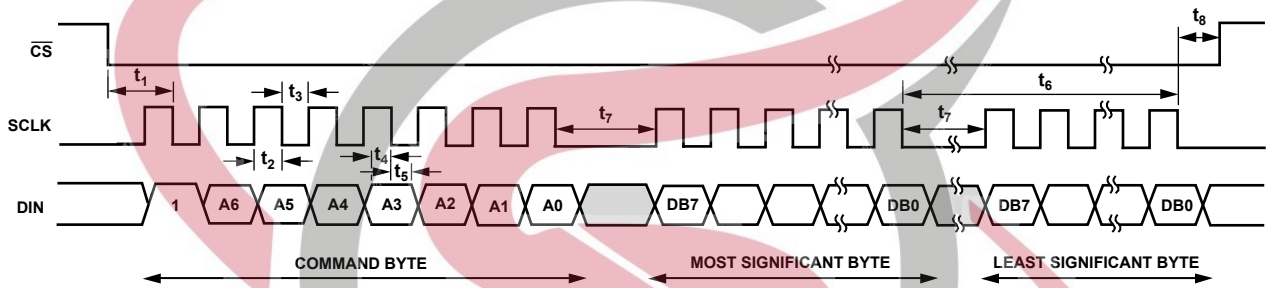 t8
CS
t1
t3
t6
SCLK
t7
t7
t2
t4
t5
DIN
1
A6
A5
A4
A3
A2
A1
A0
DB7
DB0
DB7
DB0
COMMAND BYTE
MOST SIGNIFICANT BYTE
LEAST SIGNIFICANT BYTE